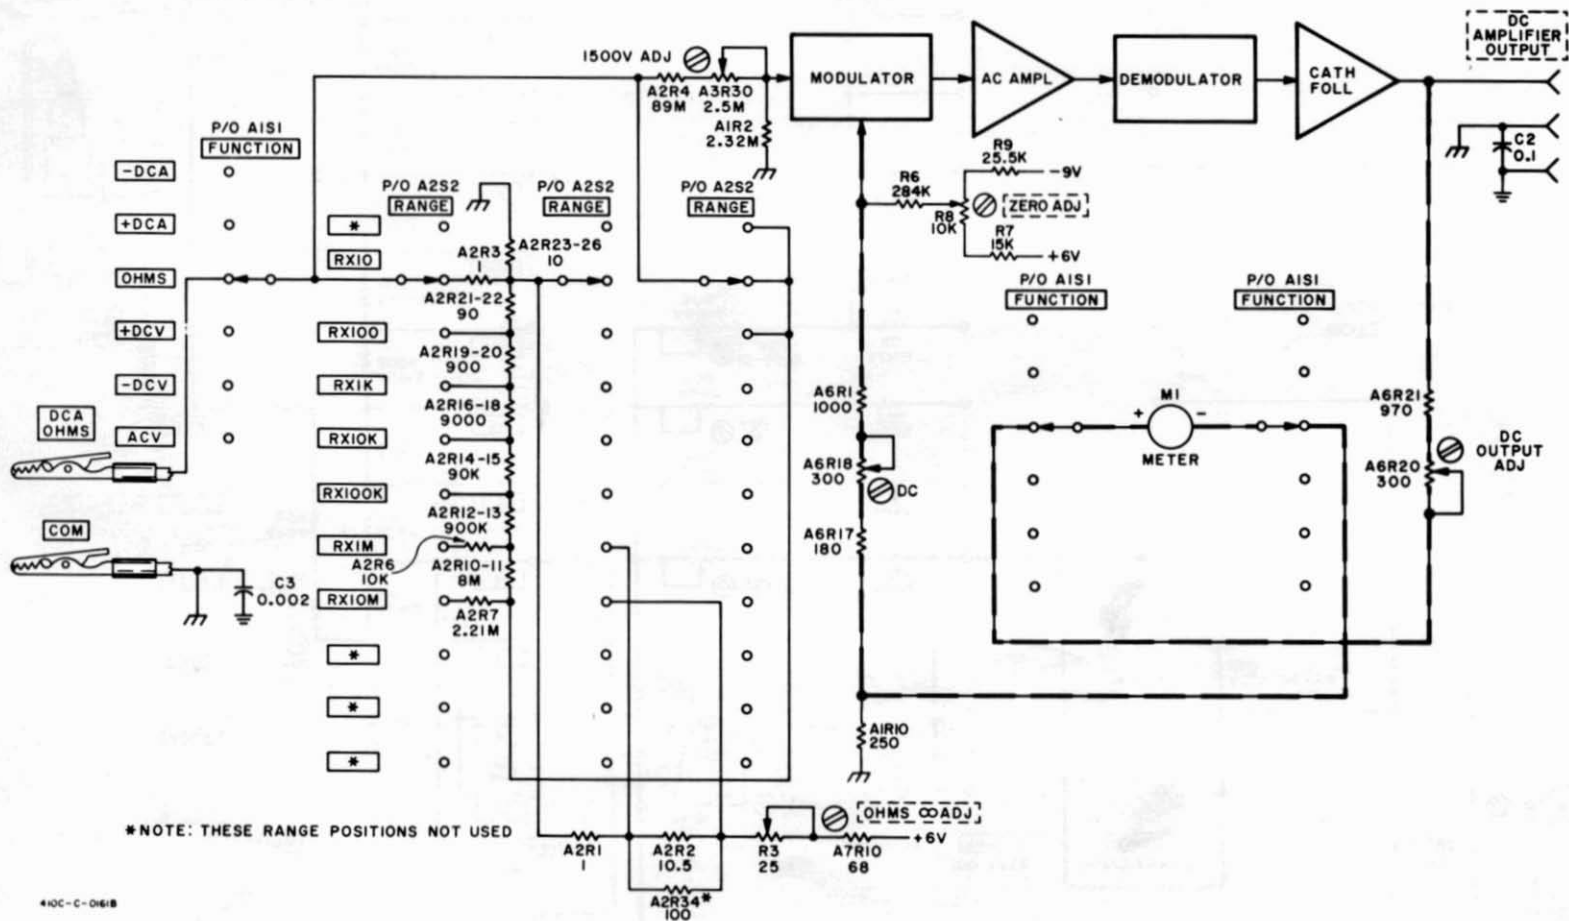 DC
AMPLIFIER
OUTPUT
1500V ADJ
A2R4
89M
A3R30
2.5M
MODULATOR
AC AMPL
DEMODULATOR
CATH
FOLL
A1R2
2.32M
C2
0.1
P/O A1S1
FUNCTION
-DCA
+DCA
OHMS
+DCV
-DCV
ACV
R9
25.5K
-9V
R6
284K
R8
10K
ZERO ADJ
R7
15K
+6V
P/O A2S2
RANGE
P/O A2S2
RANGE
P/O A2S2
RANGE
*
RX10
RX100
RX1K
RX10K
RX100K
RX1M
RX10M
*
*
*
A2R3
1
A2R23-26
10
A2R21-22
90
A2R19-20
900
A2R16-18
9000
A2R14-15
90K
A2R12-13
900K
A2R6
10K
A2R10-11
8M
A2R7
2.21M
P/O A1S1
FUNCTION
P/O A1S1
FUNCTION
A6R1
1000
A6R18
300
DC
A6R17
180
M1
+
-
METER
A6R21
970
A6R20
300
DC
OUTPUT
ADJ
DCA
OHMS
COM
C3
0.002
A1R10
250
*NOTE: THESE RANGE POSITIONS NOT USED
A2R1
1
A2R2
10.5
A2R34*
100
R3
25
OHMS ∞ ADJ
A7R10
68
+6V
410C-C-0161B